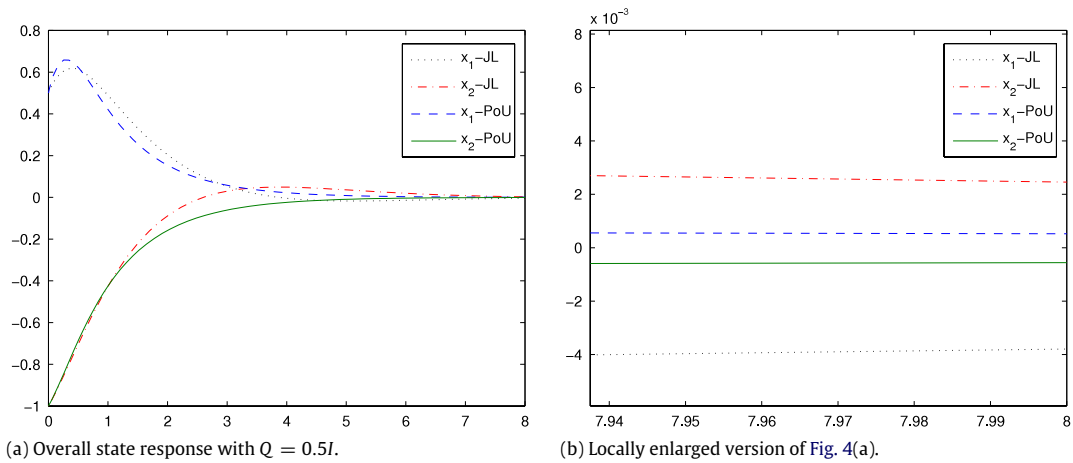 0.8
0.6
0.4
0.2
0
−0.2
−0.4
−0.6
−0.8
−1
0 1 2 3 4 5 6 7 8
x1−JL
x2−JL
x1−PoU
x2−PoU
(a) Overall state response with Q = 0.5I.
x 10−3
8
6
4
2
0
−2
−4
7.94 7.95 7.96 7.97 7.98 7.99 8
x1−JL
x2−JL
x1−PoU
x2−PoU
(b) Locally enlarged version of Fig. 4(a).